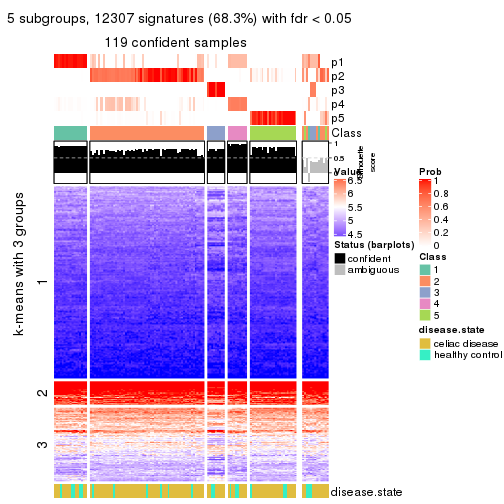 5 subgroups, 12307 signatures (68.3%) with fdr < 0.05
119 confident samples
p1
p2
p3
p4
p5
Class
1
0.5
0
silhouette
score
k-means with 3 groups
1
2
3
Value
6.5
6
5.5
5
4.5
Status (barplots)
confident
ambiguous
Prob
1
0.8
0.6
0.4
0.2
0
Class
1
2
3
4
5
disease.state
celiac disease
healthy control
disease.state